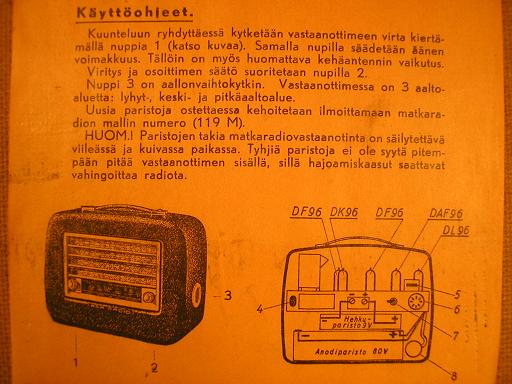 Käyttöohjeet.
Kuunteluun ryhdyttäessä kytketään vastaanottimeen virta kiertä-
mällä nuppia 1 (katso kuvaa). Samalla nupilla säädetään äänen
voimakkuus. Tällöin on myös huomattava kehäantennin vaikutus.
Viritys ja osoittimen säätö suoritetaan nupilla 2.
Nuppi 3 on aallonvaihtokytkin. Vastaanottimessa on 3 aalto-
aluetta: lyhyt-, keski- ja pitkäaaltoalue.
Uusia paristoja ostettaessa kehoitetaan ilmoittamaan matkara-
dion mallin numero (119 M).
HUOM.! Paristojen takia matkaradiovastaanotinta on säilytettävä
viileässä ja kuivassa paikassa. Tyhjiä paristoja ei ole syytä pitem-
pään pitää vastaanottimen sisällä, sillä hajoamiskaasut saattavat
vahingoittaa radiota.
DF96 DK96 DF96 DAF96
DL96
3
4
5
6
7
8
1
2
Hehku-
paristo 9V
Anodiparisto 80V
- +
- +
- +